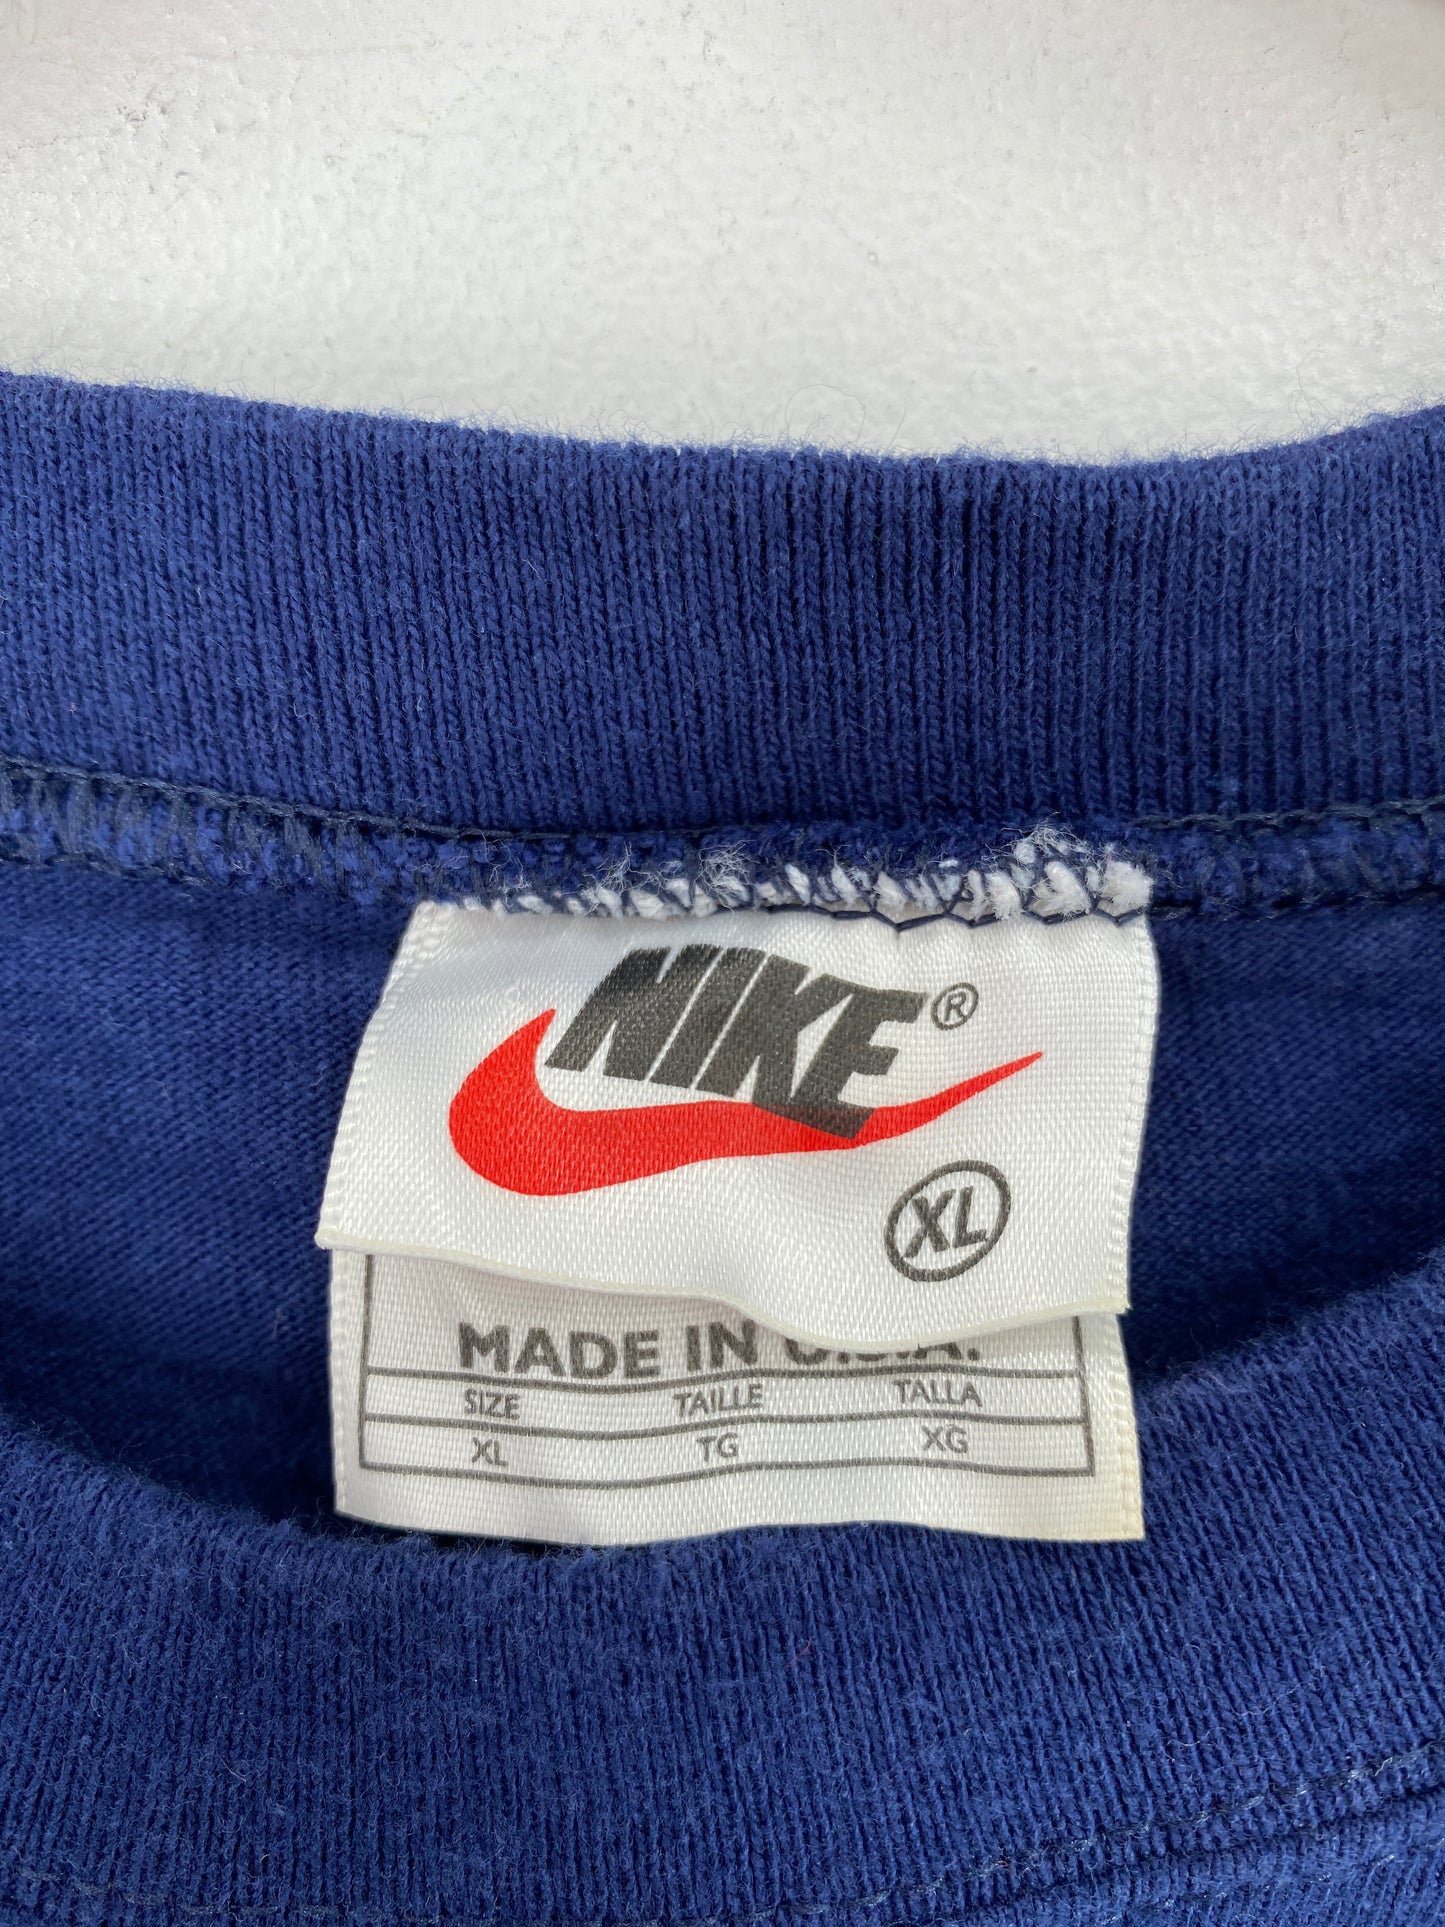 NIKE®
XL
MADE IN U.S.A.
SIZE TAILLE TALLA
XL TG XG